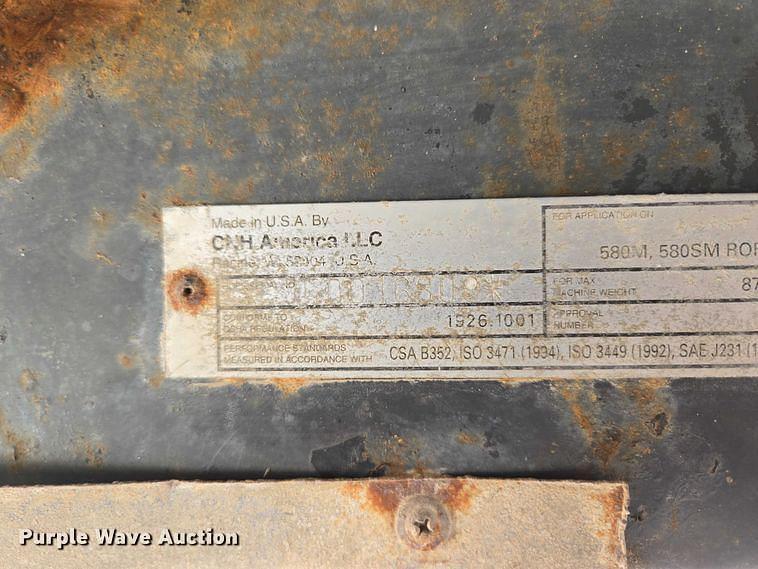 Made in U.S.A. By
CNH America LLC
U.S.A.
FOR APPLICATION ON
580M, 580SM
FOR MAX
MACHINE WEIGHT
CONFORMS TO
OSHA REGULATION
1926.1001
APPROVAL
NUMBER
PERFORMANCE STANDARDS
MEASURED IN ACCORDANCE WITH
CSA B352, ISO 3471 (1994), ISO 3449 (1992), SAE J231
Purple Wave Auction